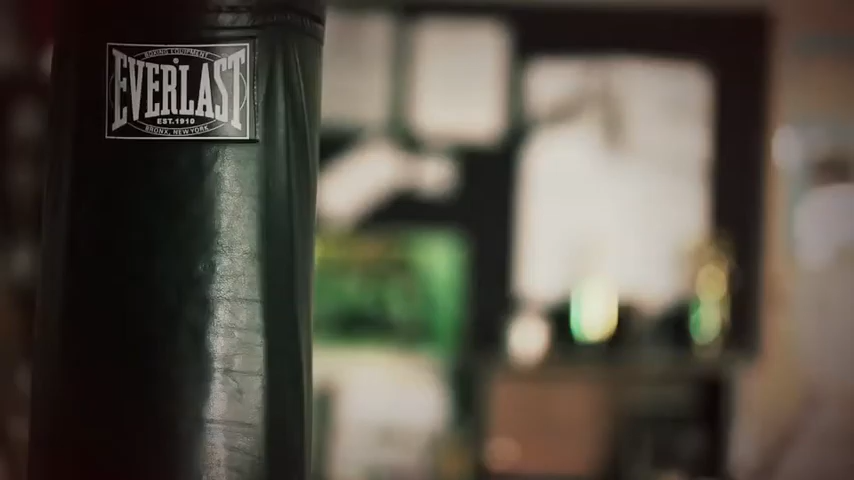 BOXING EQUIPMENT
EVERLAST
EST. 1910
BRONX, NEW YORK